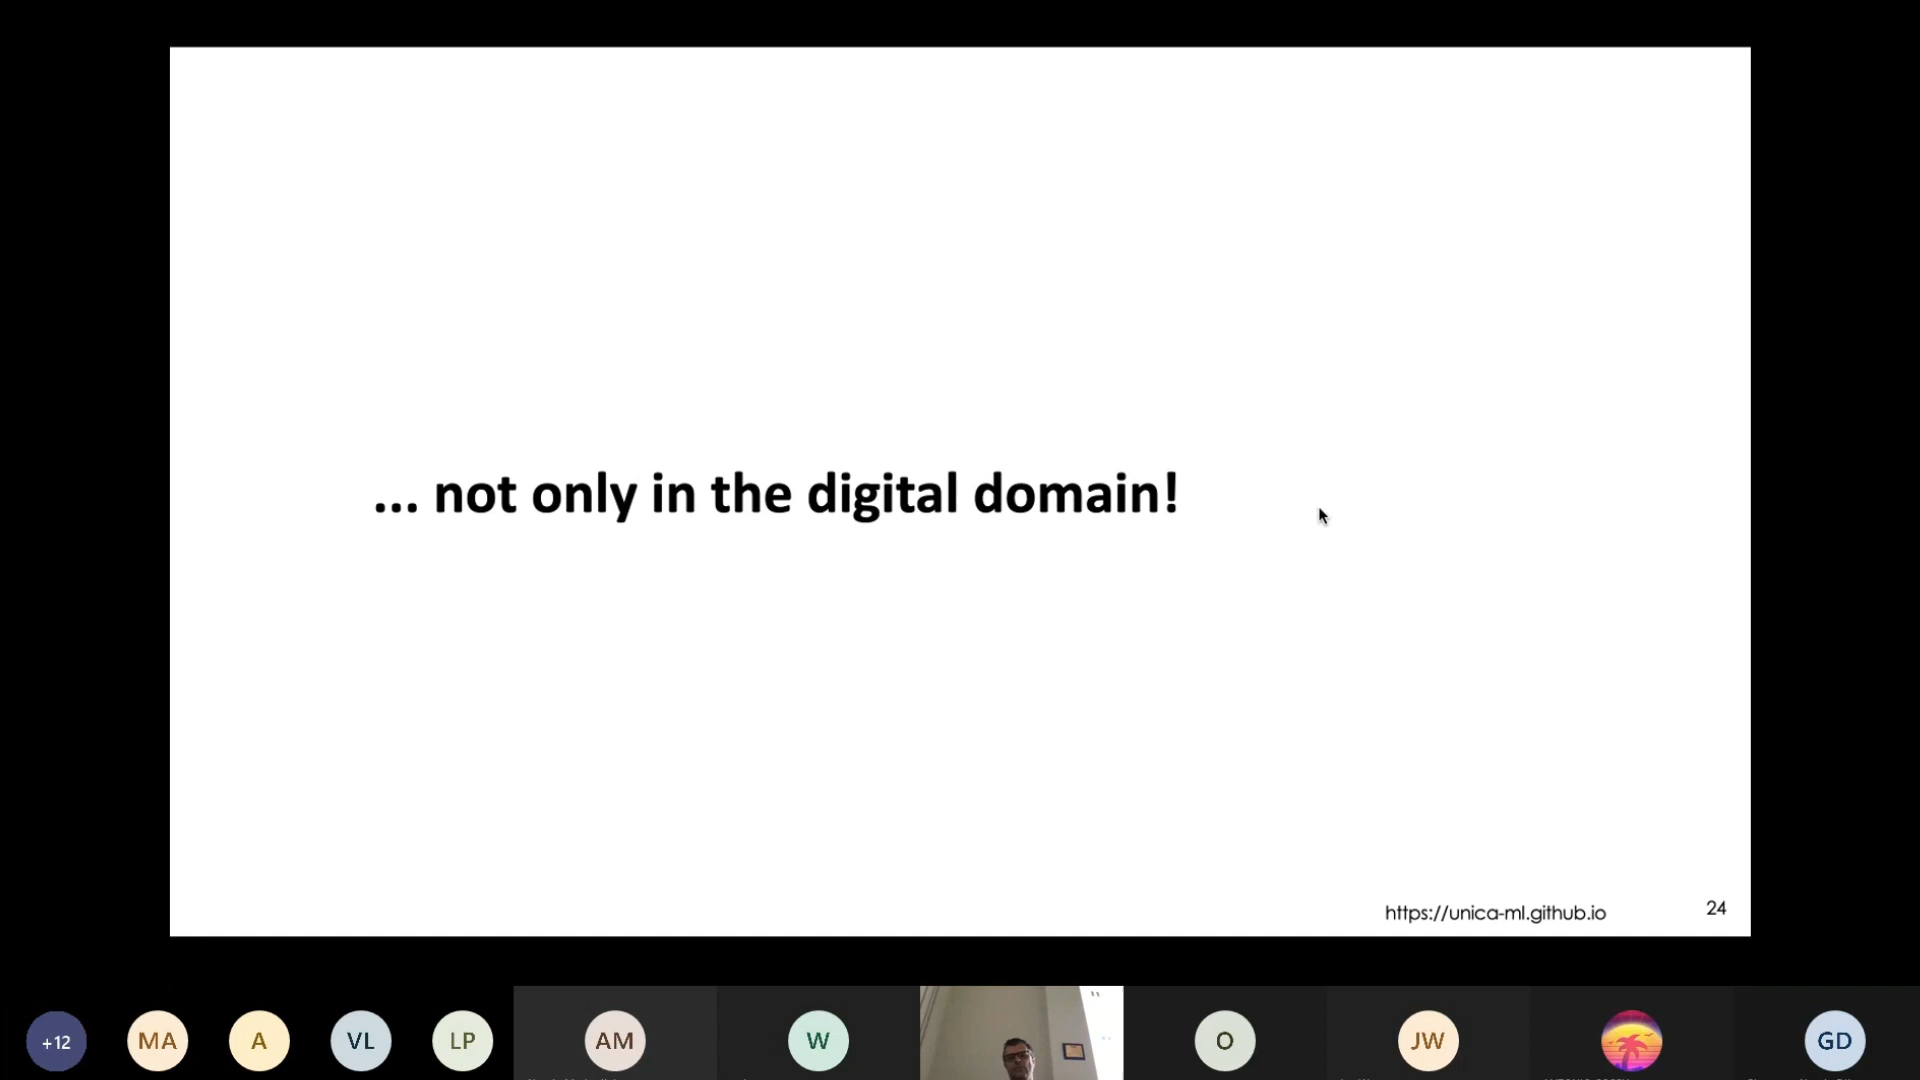 ... not only in the digital domain!
https://unica-ml.github.io
24
+12
MA
A
VL
LP
AM
W
O
JW
GD